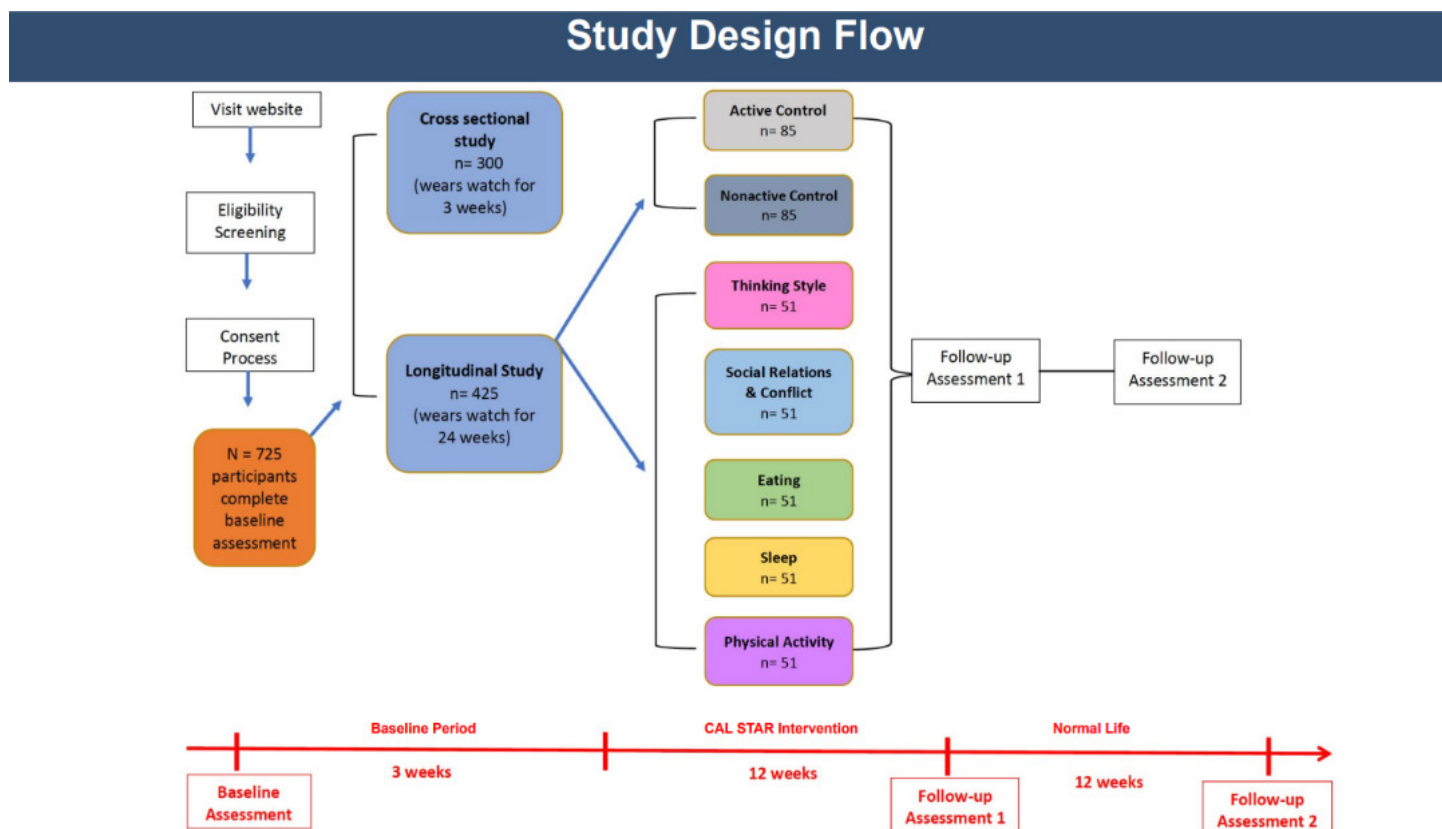 Study Design Flow
Visit website
Eligibility
Screening
Consent
Process
N = 725
participants
complete
baseline
assessment
Cross sectional
study
n= 300
(wears watch for
3 weeks)
Longitudinal Study
n= 425
(wears watch for
24 weeks)
Active Control
n= 85
Nonactive Control
n= 85
Thinking Style
n= 51
Social Relations
& Conflict
n= 51
Eating
n= 51
Sleep
n= 51
Physical Activity
n= 51
Follow-up
Assessment 1
Follow-up
Assessment 2
Baseline Period
CAL STAR Intervention
Normal Life
3 weeks
12 weeks
12 weeks
Baseline
Assessment
Follow-up
Assessment 1
Follow-up
Assessment 2